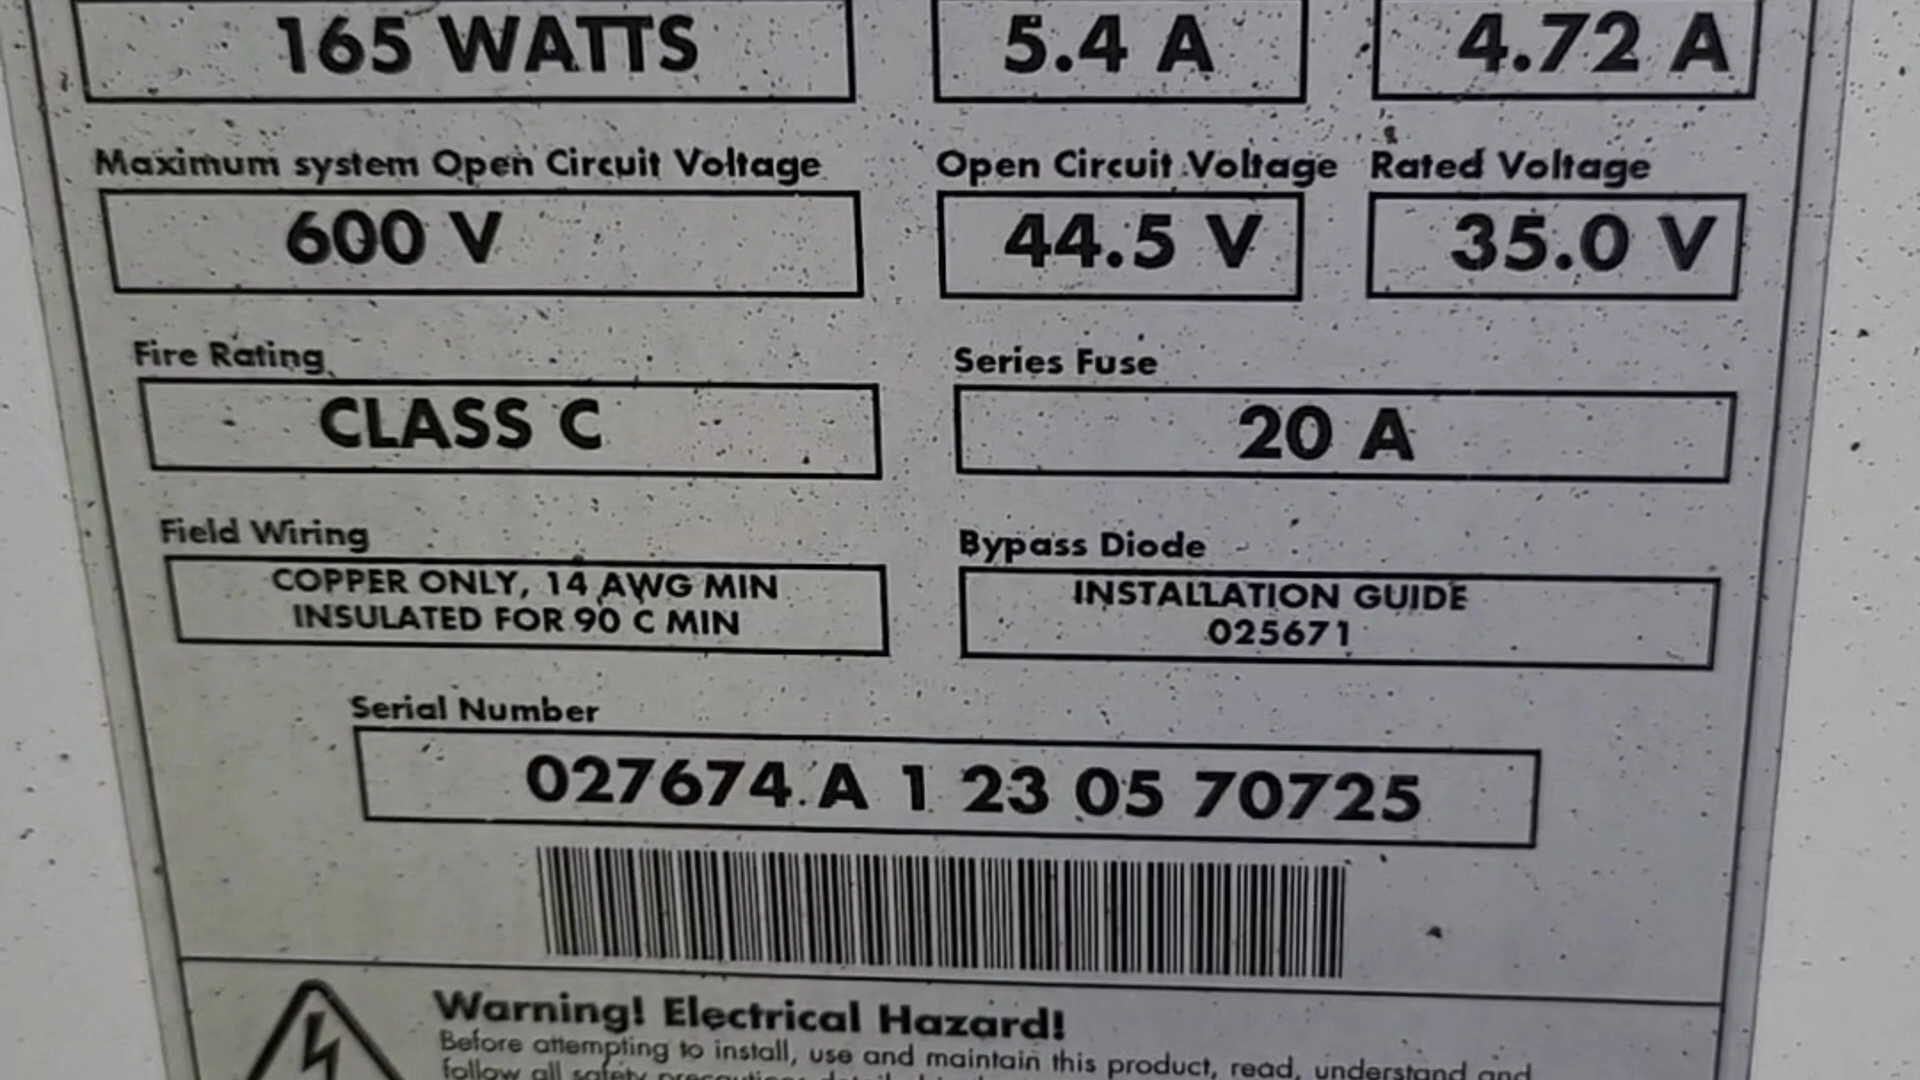 165 WATTS 5.4 A 4.72 A
Maximum system Open Circuit Voltage Open Circuit Voltage Rated Voltage
600 V 44.5 V 35.0 V
Fire Rating Series Fuse
CLASS C 20 A
Field Wiring Bypass Diode
COPPER ONLY, 14 AWG MIN INSTALLATION GUIDE
INSULATED FOR 90 C MIN 025671
Serial Number
027674 A 1 23 05 70725
Warning! Electrical Hazard!
Before attempting to install, use and maintain this product, read, understand and
follow all safety precautions